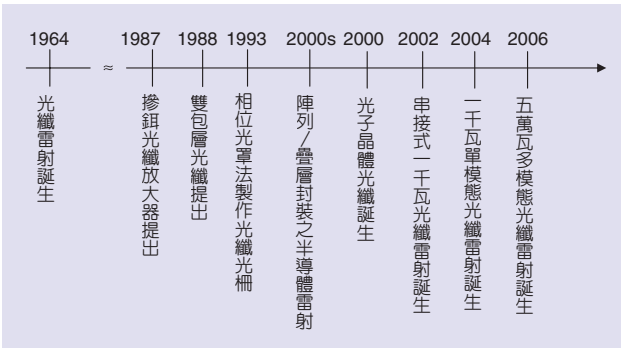 1964 1987 1988 1993 2000s 2000 2002 2004 2006
≈
光纖雷射誕生
摻鉺光纖放大器提出
雙包層光纖提出
相位光罩法製作光纖光柵
陣列/疊層封裝之半導體雷射
光子晶體光纖誕生
串接式一千瓦光纖雷射誕生
一千瓦單模態光纖雷射誕生
五萬瓦多模態光纖雷射誕生